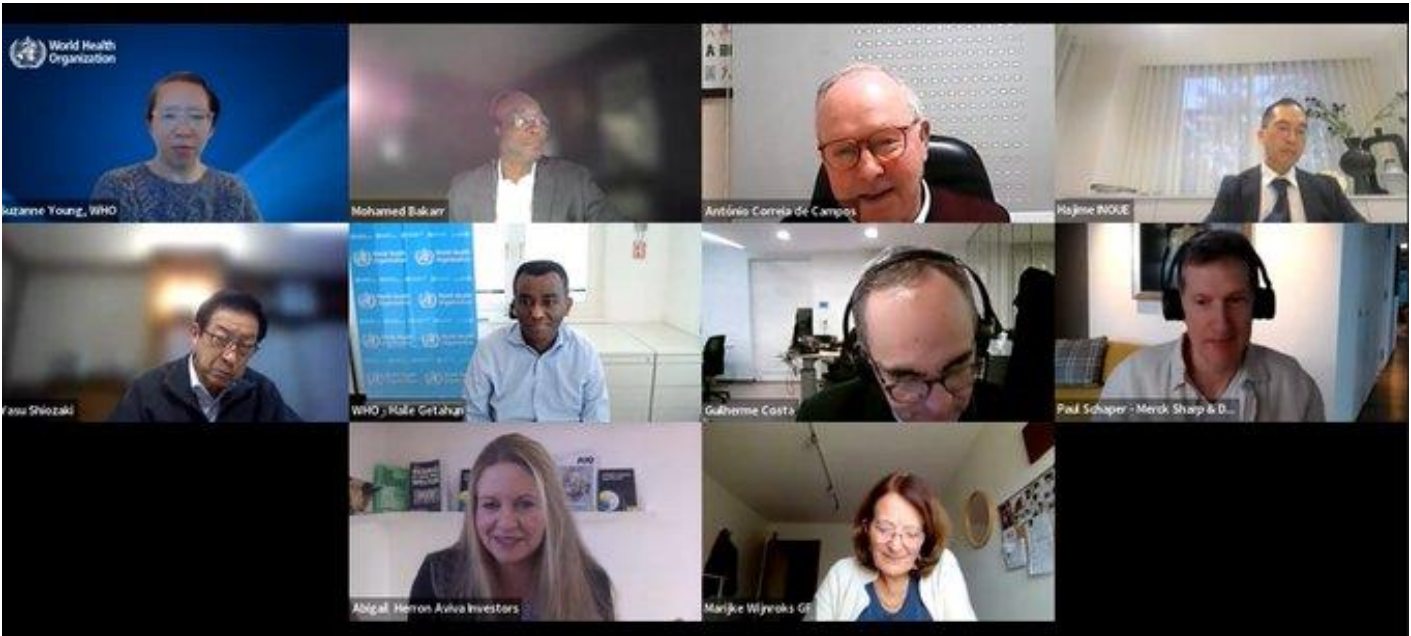 World Health
Organization
Suzanne Young, WHO
Mohamed Bakarr
António Correia de Campos
Hajime INOUE
Yasu Shiozaki
WHO - Haile Getahun
Guilherme Costa
Paul Schaper - Merck Sharp & D...
Abigail Herron Aviva Investors
Marijke Wijnroks GF